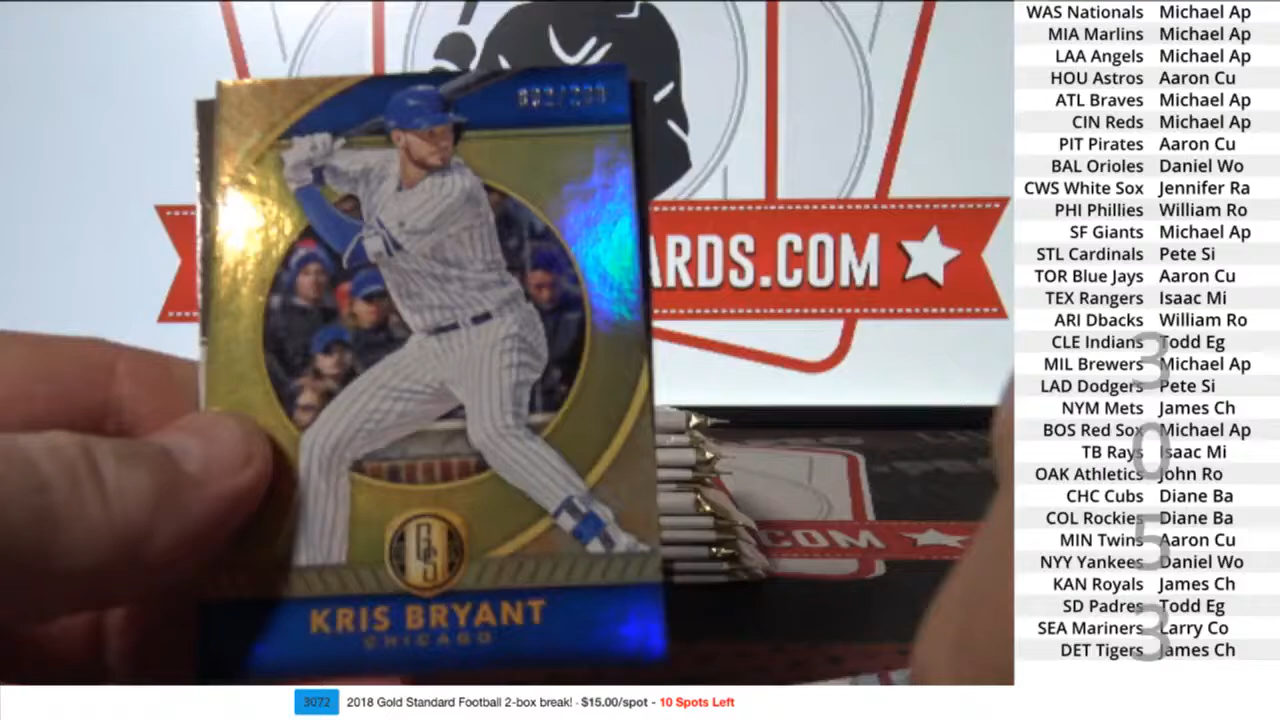 ARDS.COM
GS
KRIS BRYANT
CHICAGO
COM
WAS Nationals Michael Ap
MIA Marlins Michael Ap
LAA Angels Michael Ap
HOU Astros Aaron Cu
ATL Braves Michael Ap
CIN Reds Michael Ap
PIT Pirates Aaron Cu
BAL Orioles Daniel Wo
CWS White Sox Jennifer Ra
PHI Phillies William Ro
SF Giants Michael Ap
STL Cardinals Pete Si
TOR Blue Jays Aaron Cu
TEX Rangers Isaac Mi
ARI Dbacks William Ro
CLE Indians Todd Eg
MIL Brewers Michael Ap
LAD Dodgers Pete Si
NYM Mets James Ch
BOS Red Sox Michael Ap
TB Rays Isaac Mi
OAK Athletics John Ro
CHC Cubs Diane Ba
COL Rockies Diane Ba
MIN Twins Aaron Cu
NYY Yankees Daniel Wo
KAN Royals James Ch
SD Padres Todd Eg
SEA Mariners Larry Co
DET Tigers James Ch
3053
3072 2018 Gold Standard Football 2-box break! - $15.00/spot - 10 Spots Left